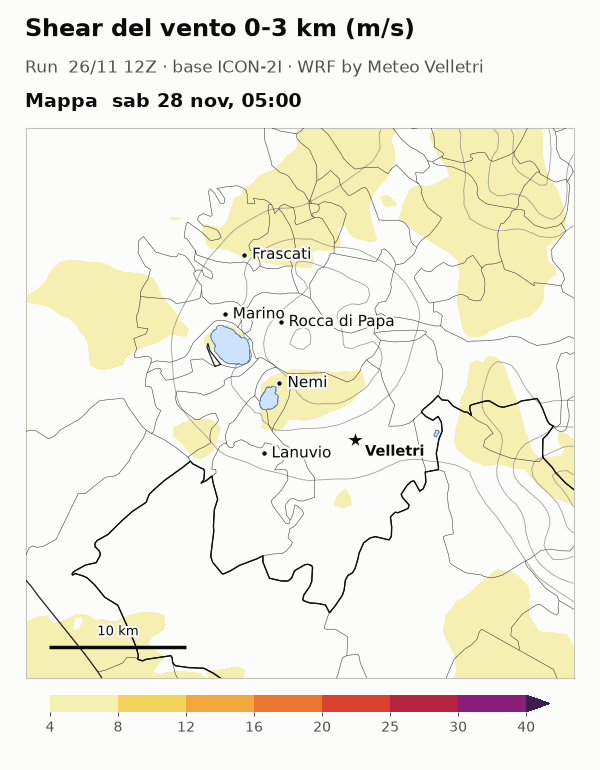 Shear del vento 0-3 km (m/s)
Run 26/11 12Z · base ICON-2I · WRF by Meteo Velletri
Mappa sab 28 nov, 05:00
Frascati
Marino
Rocca di Papa
Nemi
Velletri
Lanuvio
10 km
4 8 12 16 20 25 30 40